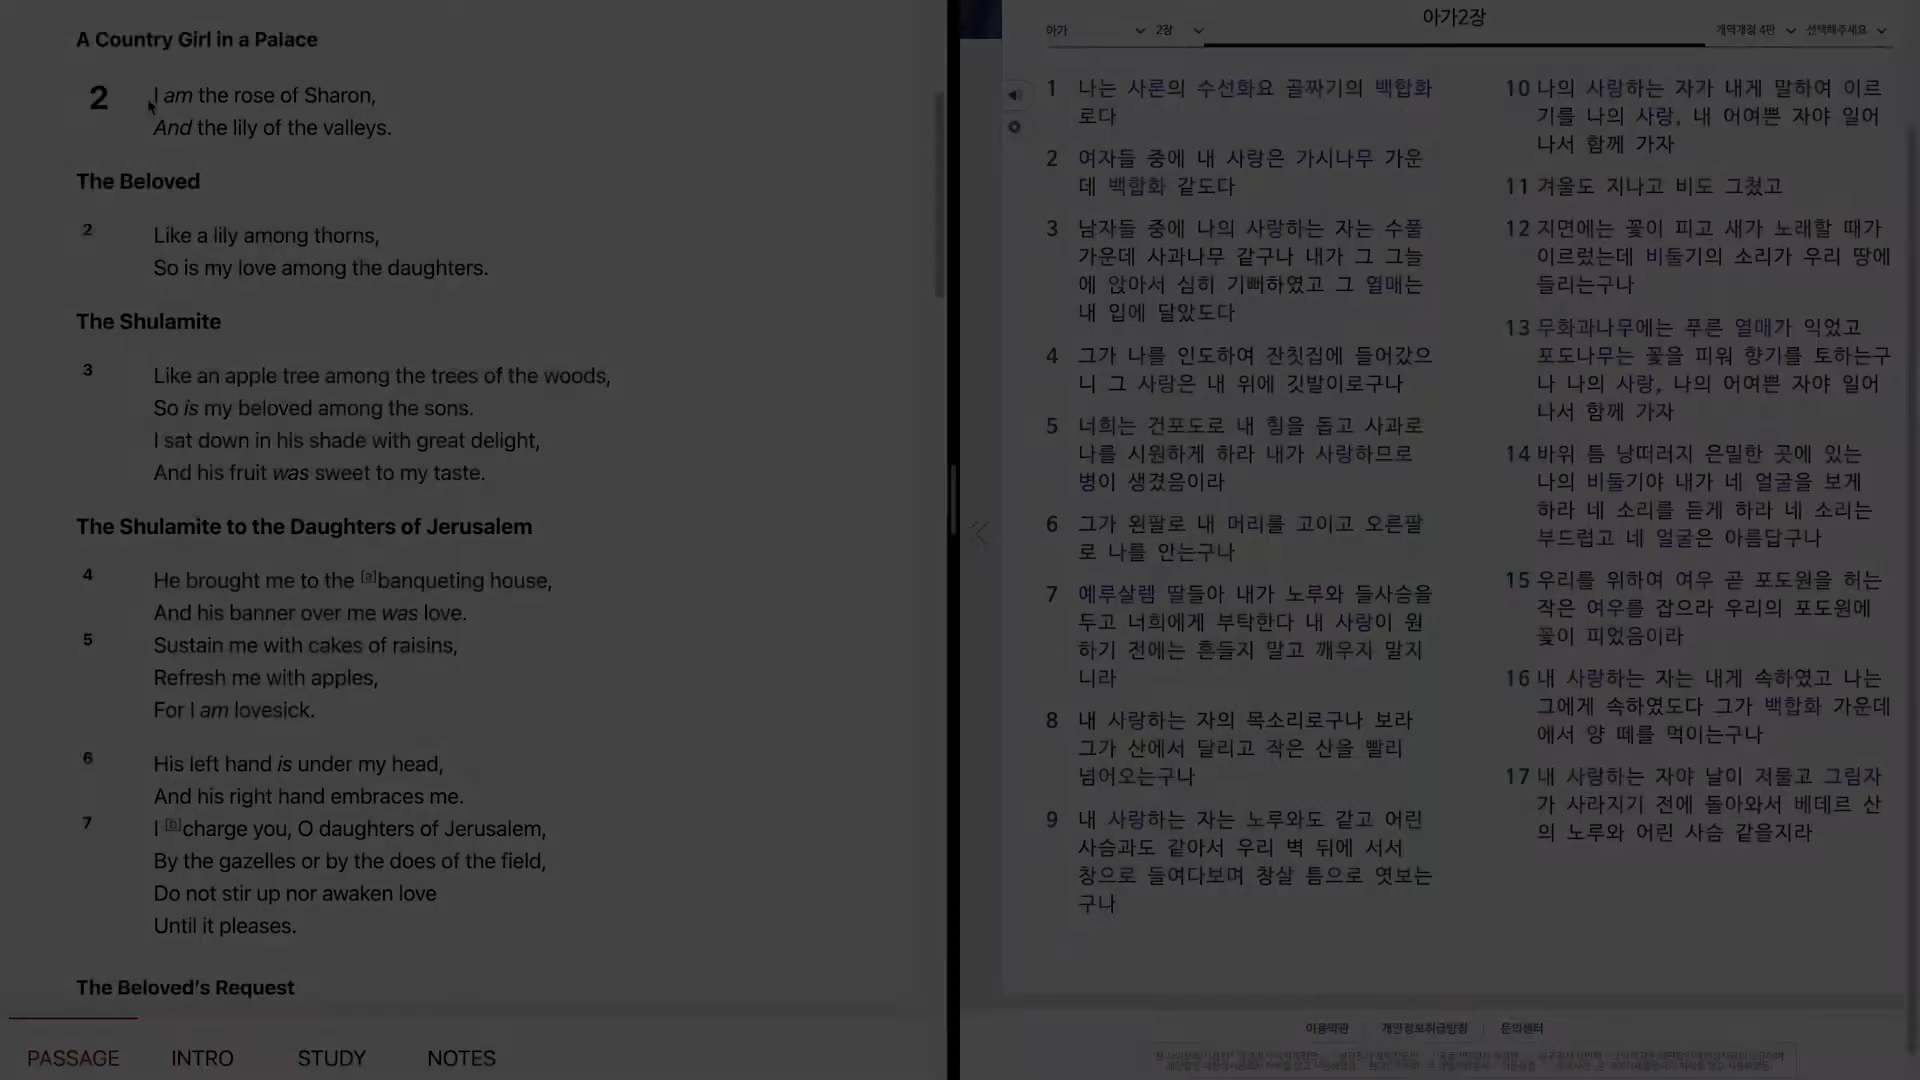 A Country Girl in a Palace
2 I am the rose of Sharon,
And the lily of the valleys.
The Beloved
2 Like a lily among thorns,
So is my love among the daughters.
The Shulamite
3 Like an apple tree among the trees of the woods,
So is my beloved among the sons.
I sat down in his shade with great delight,
And his fruit was sweet to my taste.
The Shulamite to the Daughters of Jerusalem
4 He brought me to the [a]banqueting house,
And his banner over me was love.
5 Sustain me with cakes of raisins,
Refresh me with apples,
For I am lovesick.
6 His left hand is under my head,
And his right hand embraces me.
7 I [b]charge you, O daughters of Jerusalem,
By the gazelles or by the does of the field,
Do not stir up nor awaken love
Until it pleases.
The Beloved's Request
PASSAGE INTRO STUDY NOTES
아가 2장
아가2장
개역개정 4판 선택해주세요
1 나는 사론의 수선화요 골짜기의 백합화
로다
2 여자들 중에 내 사랑은 가시나무 가운
데 백합화 같도다
3 남자들 중에 나의 사랑하는 자는 수풀
가운데 사과나무 같구나 내가 그 그늘
에 앉아서 심히 기뻐하였고 그 열매는
내 입에 달았도다
4 그가 나를 인도하여 잔칫집에 들어갔으
니 그 사랑은 내 위에 깃발이로구나
5 너희는 건포도로 내 힘을 돕고 사과로
나를 시원하게 하라 내가 사랑하므로
병이 생겼음이라
6 그가 왼팔로 내 머리를 고이고 오른팔
로 나를 안는구나
7 예루살렘 딸들아 내가 노루와 들사슴을
두고 너희에게 부탁한다 내 사랑이 원
하기 전에는 흔들지 말고 깨우지 말지
니라
8 내 사랑하는 자의 목소리로구나 보라
그가 산에서 달리고 작은 산을 빨리
넘어오는구나
9 내 사랑하는 자는 노루와도 같고 어린
사슴과도 같아서 우리 벽 뒤에 서서
창으로 들여다보며 창살 틈으로 엿보는
구나
10 나의 사랑하는 자가 내게 말하여 이르
기를 나의 사랑, 내 어여쁜 자야 일어
나서 함께 가자
11 겨울도 지나고 비도 그쳤고
12 지면에는 꽃이 피고 새가 노래할 때가
이르렀는데 비둘기의 소리가 우리 땅에
들리는구나
13 무화과나무에는 푸른 열매가 익었고
포도나무는 꽃을 피워 향기를 토하는구
나 나의 사랑, 나의 어여쁜 자야 일어
나서 함께 가자
14 바위 틈 낭떠러지 은밀한 곳에 있는
나의 비둘기야 내가 네 얼굴을 보게
하라 네 소리를 듣게 하라 네 소리는
부드럽고 네 얼굴은 아름답구나
15 우리를 위하여 여우 곧 포도원을 허는
작은 여우를 잡으라 우리의 포도원에
꽃이 피었음이라
16 내 사랑하는 자는 내게 속하였고 나는
그에게 속하였도다 그가 백합화 가운데
에서 양 떼를 먹이는구나
17 내 사랑하는 자야 날이 저물고 그림자
가 사라지기 전에 돌아와서 베데르 산
의 노루와 어린 사슴 같을지라
이용약관 개인정보취급방침 문의센터